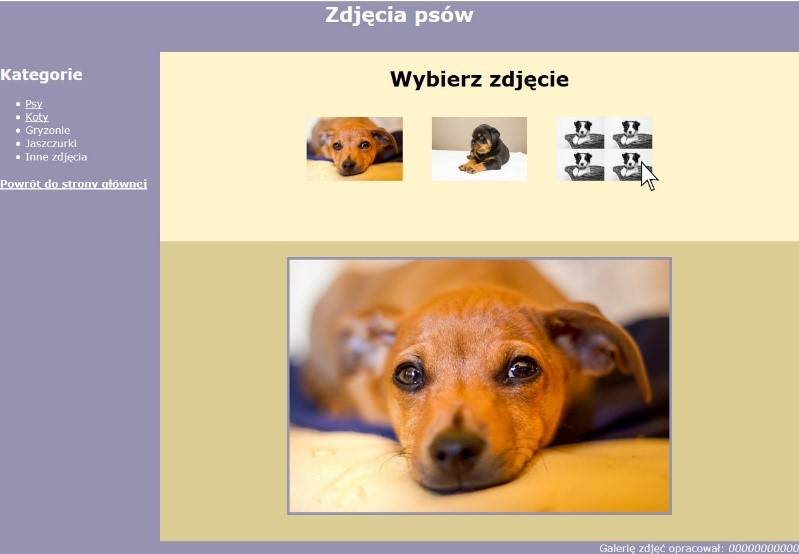 Zdjęcia psów
Kategorie
Psy
Koty
Gryzonie
Jaszczurki
Inne zdjęcia
Powrót do strony głównej
Wybierz zdjęcie
Galerię zdjęć opracował: 00000000000